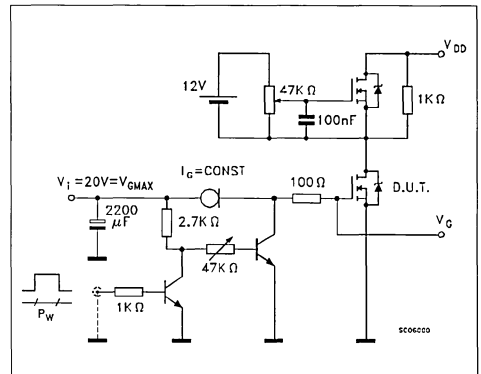 V_DD
12V
47KΩ
1KΩ
100nF
I_G=CONST
V_i=20V=V_GMAX
100Ω
D.U.T.
2200
μF
2.7KΩ
V_G
47KΩ
1KΩ
P_W
SC06000